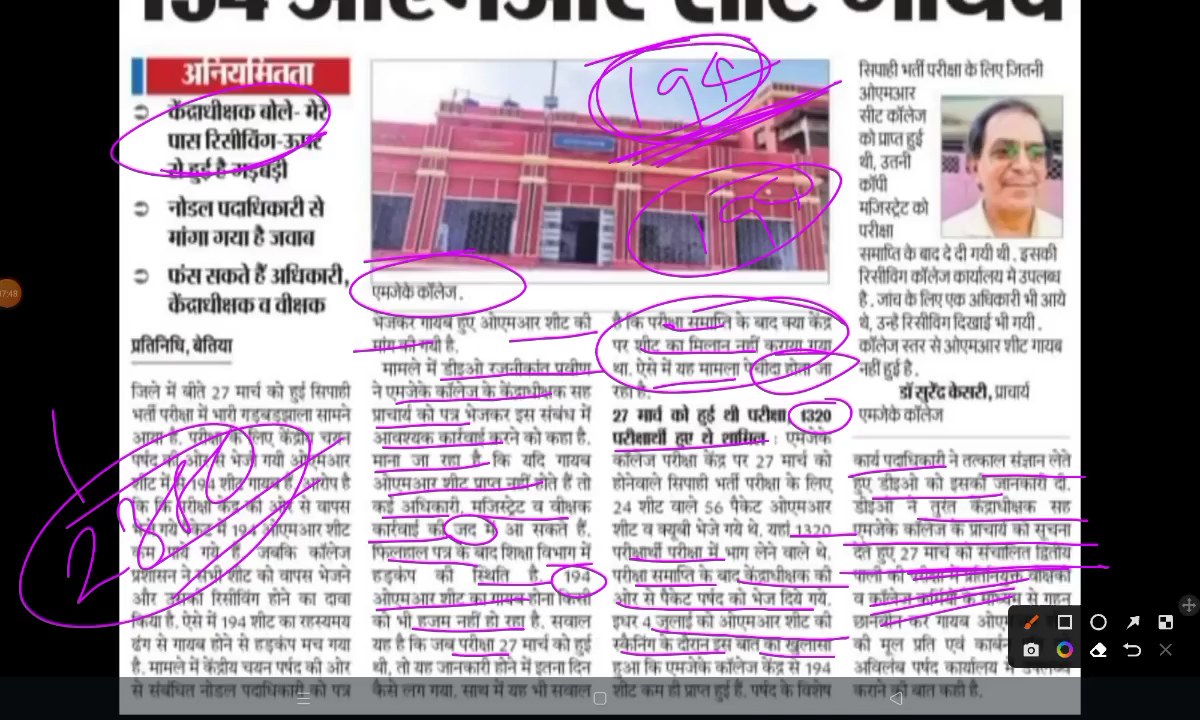 194 ओएमआर सीट गायब
अनियमितता
केंद्राधीक्षक बोले- मेरे
पास रिसीविंग-ऊपर
से हुई है गड़बड़ी
नोडल पदाधिकारी से
मांगा गया है जवाब
फंस सकते हैं अधिकारी,
केंद्राधीक्षक व वीक्षक
प्रतिनिधि, बेतिया
जिले में बीते 27 मार्च को हुई सिपाही
भर्ती परीक्षा में भारी गड़बड़झाला सामने
आया है. परीक्षा के लिए केंद्रीय चयन
पर्षद की ओर से भेजी गयी ओएमआर
शीट में से 194 शीट गायब हैं. आरोप है
कि कि परीक्षा केंद्र की ओर से वापस
गये पैकेट में 194 ओएमआर शीट
कम पाये गये हैं. जबकि कॉलेज
प्रशासन ने सभी शीट को वापस भेजने
और उसकी रिसीविंग होने का दावा
किया है. ऐसे में 194 शीट का रहस्यमय
ढंग से गायब होने से हड़कंप मच गया
है. मामले में केंद्रीय चयन पर्षद की ओर
से संबंधित नोडल पदाधिकारी को पत्र
एमजेके कॉलेज.
भेजकर गायब हुए ओएमआर शीट की
मांग की गयी है.
मामले में डीइओ रजनीकांत प्रवीण
ने एमजेके कॉलेज के केंद्राधीक्षक सह
प्राचार्य को पत्र भेजकर इस संबंध में
आवश्यक कार्रवाई करने को कहा है.
माना जा रहा है कि यदि गायब
ओएमआर शीट प्राप्त नहीं होते हैं तो
कई अधिकारी, मजिस्ट्रेट व वीक्षक
कार्रवाई की जद में आ सकते हैं.
फिलहाल पत्र के बाद शिक्षा विभाग में
हड़कंप की स्थिति है. 194
ओएमआर शीट का गायब होना किसी
को भी हजम नहीं हो रहा है. सवाल
यह है कि जब परीक्षा 27 मार्च को हुई
थी, तो यह जानकारी होने में इतना दिन
कैसे लग गया. साथ में यह भी सवाल
है कि परीक्षा समाप्ति के बाद क्या केंद्र
पर शीट का मिलान नहीं कराया गया
था. ऐसे में यह मामला पेचीदा होता जा
रहा है.
27 मार्च को हुई थी परीक्षा, 1320
परीक्षार्थी हुए थे शामिल : एमजेके
कॉलेज परीक्षा केंद्र पर 27 मार्च को
होनेवाले सिपाही भर्ती परीक्षा के लिए
24 शीट वाले 56 पैकेट ओएमआर
शीट व क्यूबी भेजे गये थे. यहां 1320
परीक्षार्थी परीक्षा में भाग लेने वाले थे.
परीक्षा समाप्ति के बाद केंद्राधीक्षक की
ओर से पैकेट पर्षद को भेज दिये गये.
इधर 4 जुलाई को ओएमआर शीट की
स्कैनिंग के दौरान इस बात का खुलासा
हुआ कि एमजेके कॉलेज केंद्र से 194
शीट कम ही प्राप्त हुई हैं. पर्षद के विशेष
सिपाही भर्ती परीक्षा के लिए जितनी
ओएमआर
सीट कॉलेज
को प्राप्त हुई
थी, उतनी
कॉपी
मजिस्ट्रेट को
परीक्षा
समाप्ति के बाद दे दी गयी थी. इसकी
रिसीविंग कॉलेज कार्यालय में उपलब्ध
है. जांच के लिए एक अधिकारी भी आये
थे, उन्हें रिसीविंग दिखाई भी गयी.
कॉलेज स्तर से ओएमआर शीट गायब
नहीं हुई है.
डॉ सुरेंद्र केसरी, प्राचार्य
एमजेके कॉलेज
कार्य पदाधिकारी ने तत्काल संज्ञान लेते
हुए डीइओ को इसकी जानकारी दी.
डीइओ ने तुरंत केंद्राधीक्षक सह
एमजेके कॉलेज के प्राचार्य को सूचना
देते हुए 27 मार्च को संचालित द्वितीय
पाली की परीक्षा में प्रतिनियुक्त वीक्षकों
व कॉलेज कर्मियों के माध्यम से गहन
छानबीन कर गायब
की मूल प्रति एवं
अविलंब पर्षद कार्यालय में उपलब्ध
कराने की बात कही है.
194
194
2380
7:48